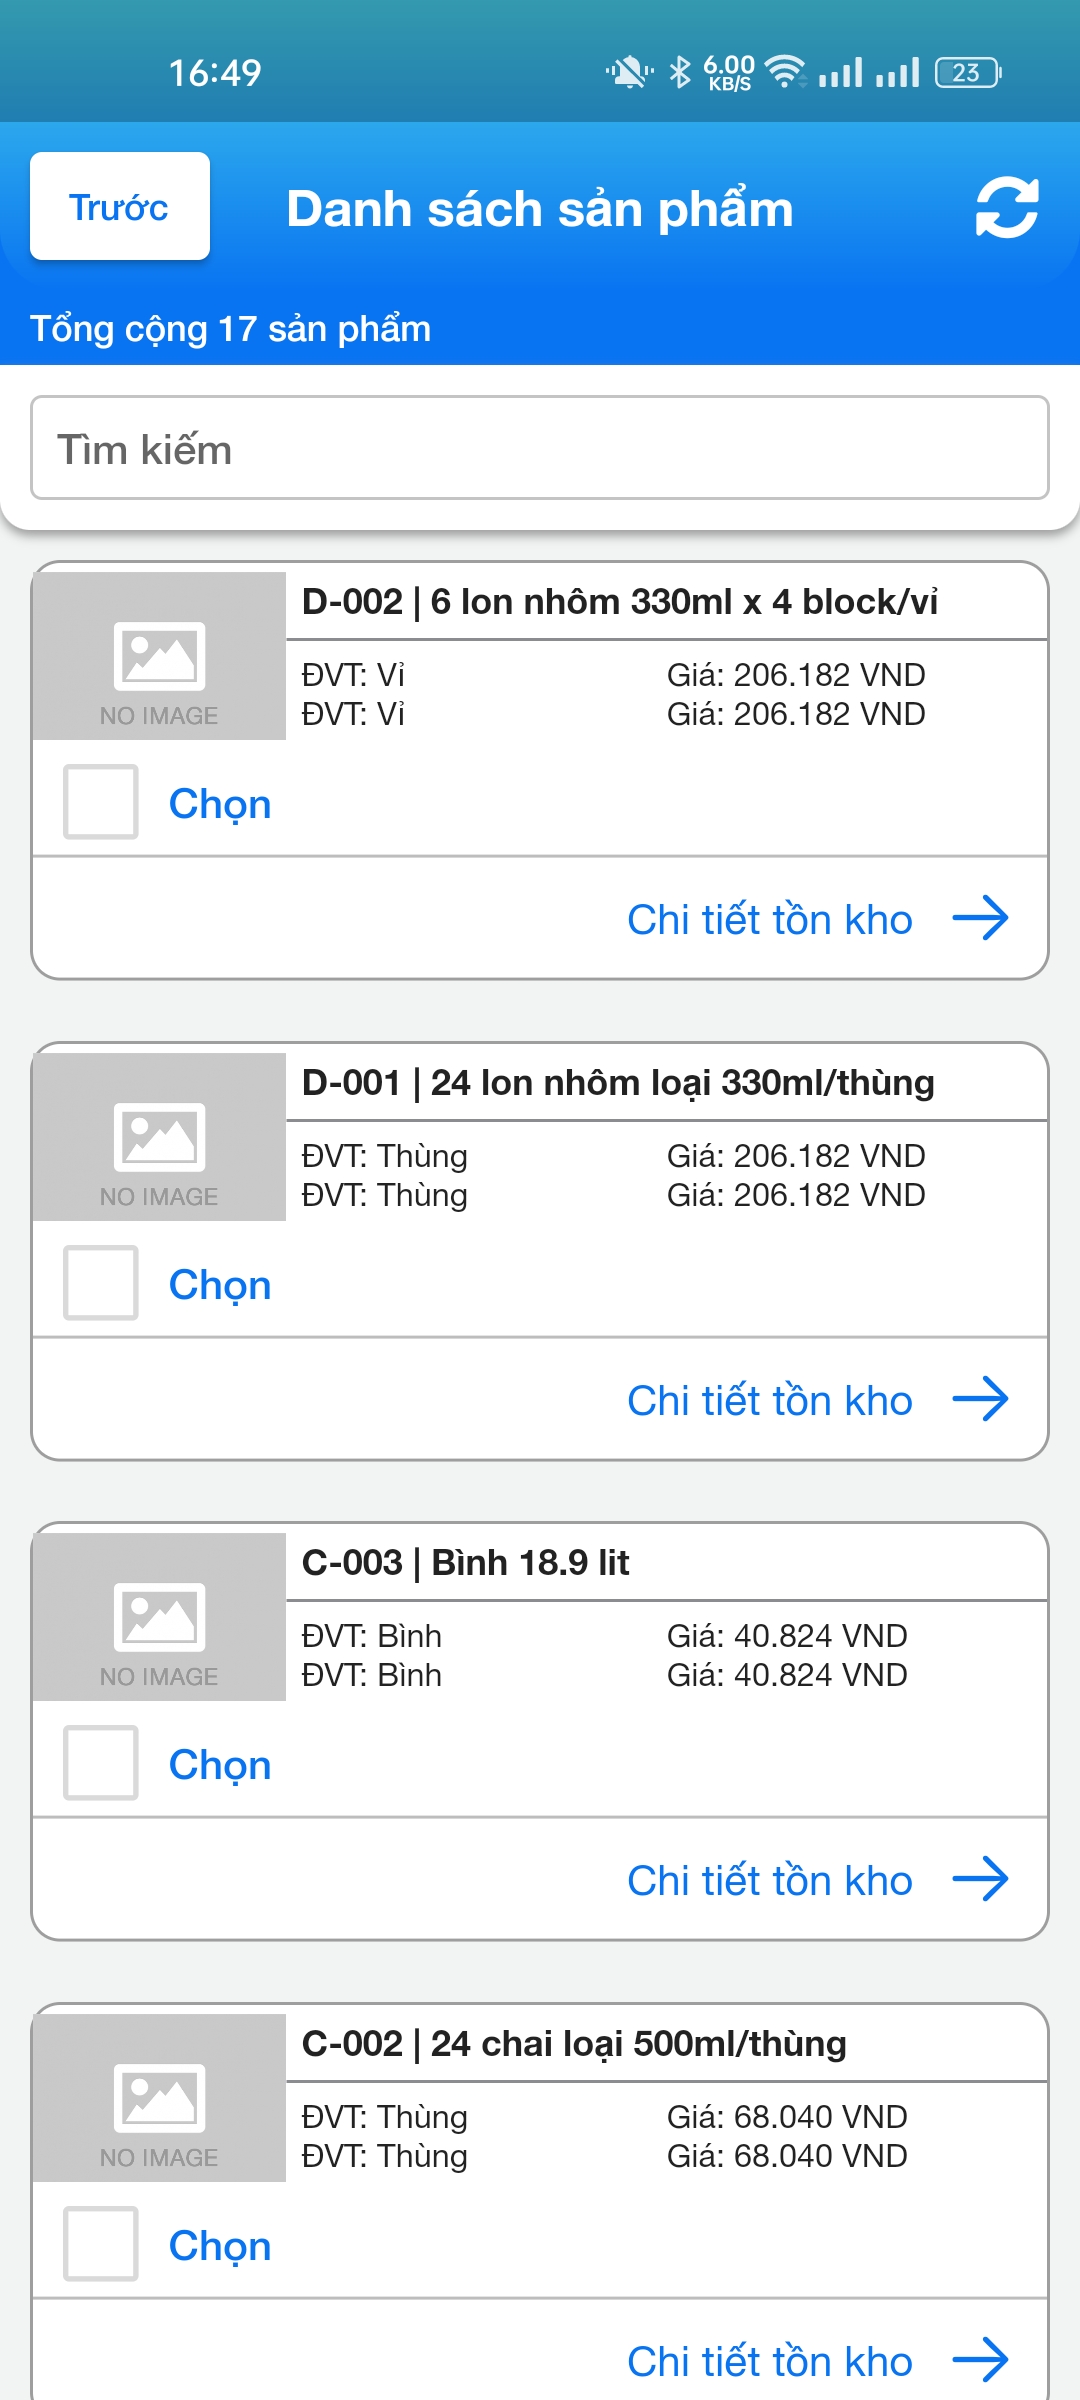 16:49
6.00
KB/S
23
Trước
Danh sách sản phẩm
Tổng cộng 17 sản phẩm
Tìm kiếm
D-002 | 6 lon nhôm 330ml x 4 block/vỉ
NO IMAGE
ĐVT: Vỉ Giá: 206.182 VND
ĐVT: Vỉ Giá: 206.182 VND
Chọn
Chi tiết tồn kho
D-001 | 24 lon nhôm loại 330ml/thùng
NO IMAGE
ĐVT: Thùng Giá: 206.182 VND
ĐVT: Thùng Giá: 206.182 VND
Chọn
Chi tiết tồn kho
C-003 | Bình 18.9 lit
NO IMAGE
ĐVT: Bình Giá: 40.824 VND
ĐVT: Bình Giá: 40.824 VND
Chọn
Chi tiết tồn kho
C-002 | 24 chai loại 500ml/thùng
NO IMAGE
ĐVT: Thùng Giá: 68.040 VND
ĐVT: Thùng Giá: 68.040 VND
Chọn
Chi tiết tồn kho